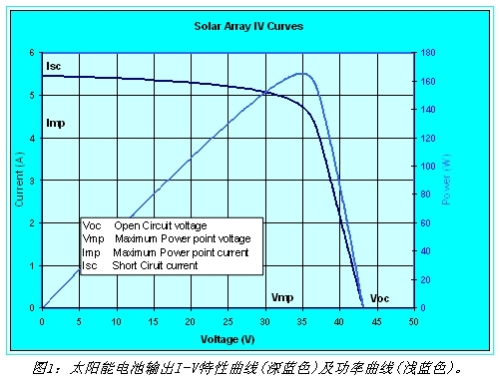 Solar Array IV Curves
6
5
4
3
2
1
0
Current (A)
Isc
Imp
180
160
140
120
100
80
60
40
20
0
Power (W)
Voc Open Circuit voltage
Vmp Maximum Power point voltage
Imp Maximum Power point current
Isc Short Ciruit current
Vmp
Voc
0 5 10 15 20 25 30 35 40 45 50
Voltage (V)
图1：太阳能电池输出I-V特性曲线(深蓝色)及功率曲线(浅蓝色)。